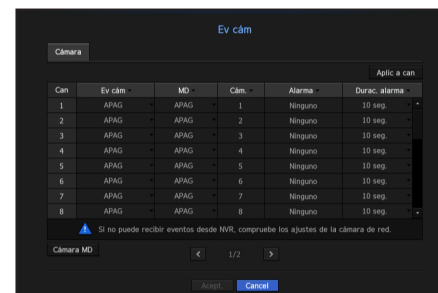 Ev cám
Cámara
Aplic a can
Can Ev cám MD Cám. Alarma Durac. alarma
1 APAG APAG 1 Ninguno 10 seg.
2 APAG APAG 2 Ninguno 10 seg.
3 APAG APAG 3 Ninguno 10 seg.
4 APAG APAG 4 Ninguno 10 seg.
5 APAG APAG 5 Ninguno 10 seg.
6 APAG APAG 6 Ninguno 10 seg.
7 APAG APAG 7 Ninguno 10 seg.
8 APAG APAG 8 Ninguno 10 seg.
Si no puede recibir eventos desde NVR, compruebe los ajustes de la cámara de red.
Cámara MD
< 1/2 >
Acept. Cancel